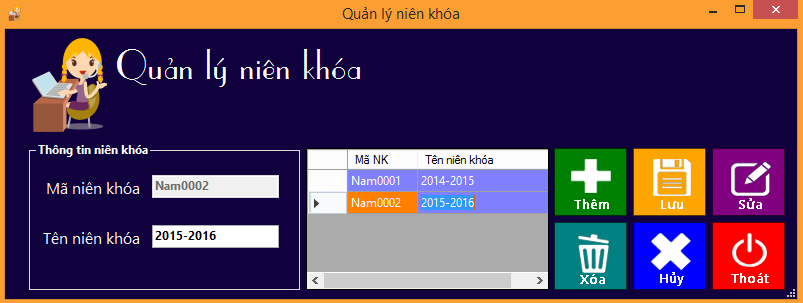 Quản lý niên khóa
Quản lý niên khóa
Thông tin niên khóa
Mã niên khóa Nam0002
Tên niên khóa 2015-2016
Mã NK Tên niên khóa
Nam0001 2014-2015
Nam0002 2015-2016
Thêm Lưu Sửa
Xóa Hủy Thoát